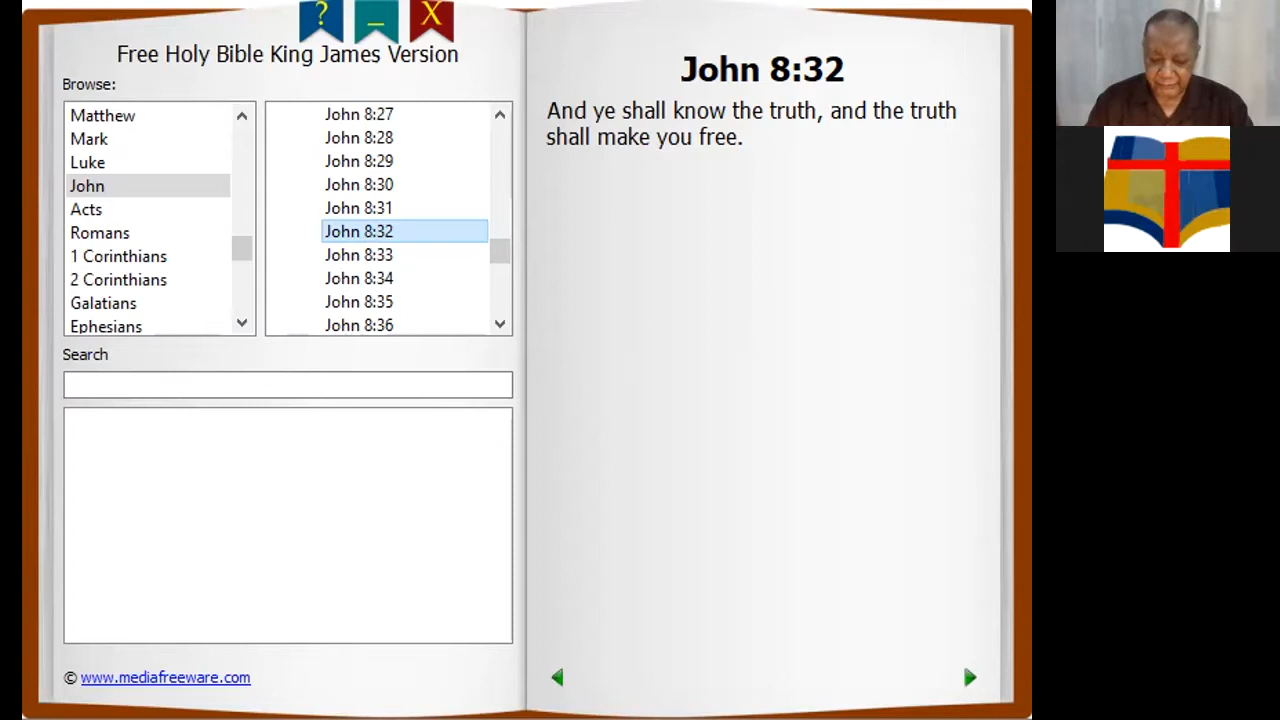 ?
_
X
Free Holy Bible King James Version
Browse:
Matthew
Mark
Luke
John
Acts
Romans
1 Corinthians
2 Corinthians
Galatians
Ephesians
John 8:27
John 8:28
John 8:29
John 8:30
John 8:31
John 8:32
John 8:33
John 8:34
John 8:35
John 8:36
Search
© www.mediafreeware.com
John 8:32
And ye shall know the truth, and the truth
shall make you free.